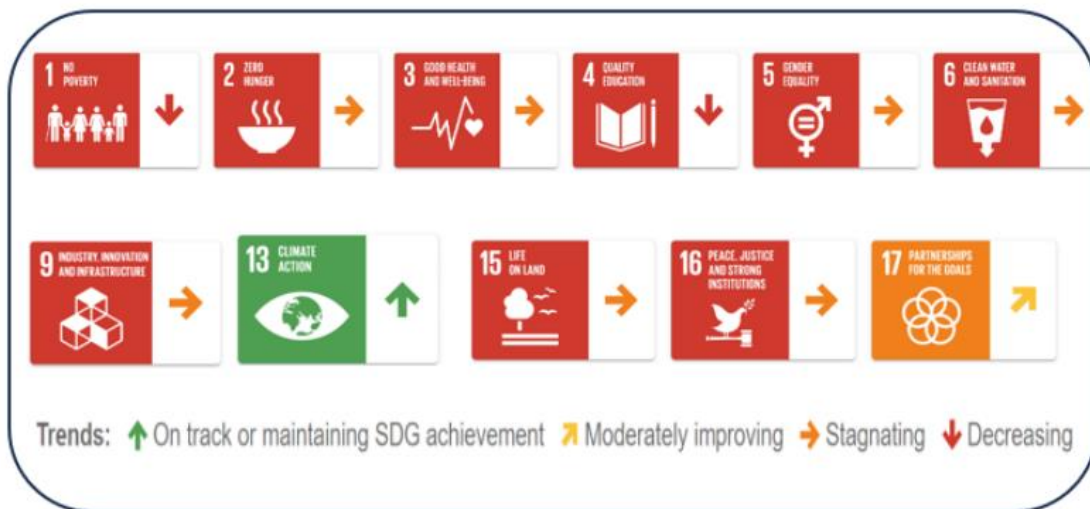 1 NO
POVERTY
2 ZERO
HUNGER
3 GOOD HEALTH
AND WELL-BEING
4 QUALITY
EDUCATION
5 GENDER
EQUALITY
6 CLEAN WATER
AND SANITATION
9 INDUSTRY, INNOVATION
AND INFRASTRUCTURE
13 CLIMATE
ACTION
15 LIFE
ON LAND
16 PEACE, JUSTICE
AND STRONG
INSTITUTIONS
17 PARTNERSHIPS
FOR THE GOALS
Trends: On track or maintaining SDG achievement Moderately improving Stagnating Decreasing